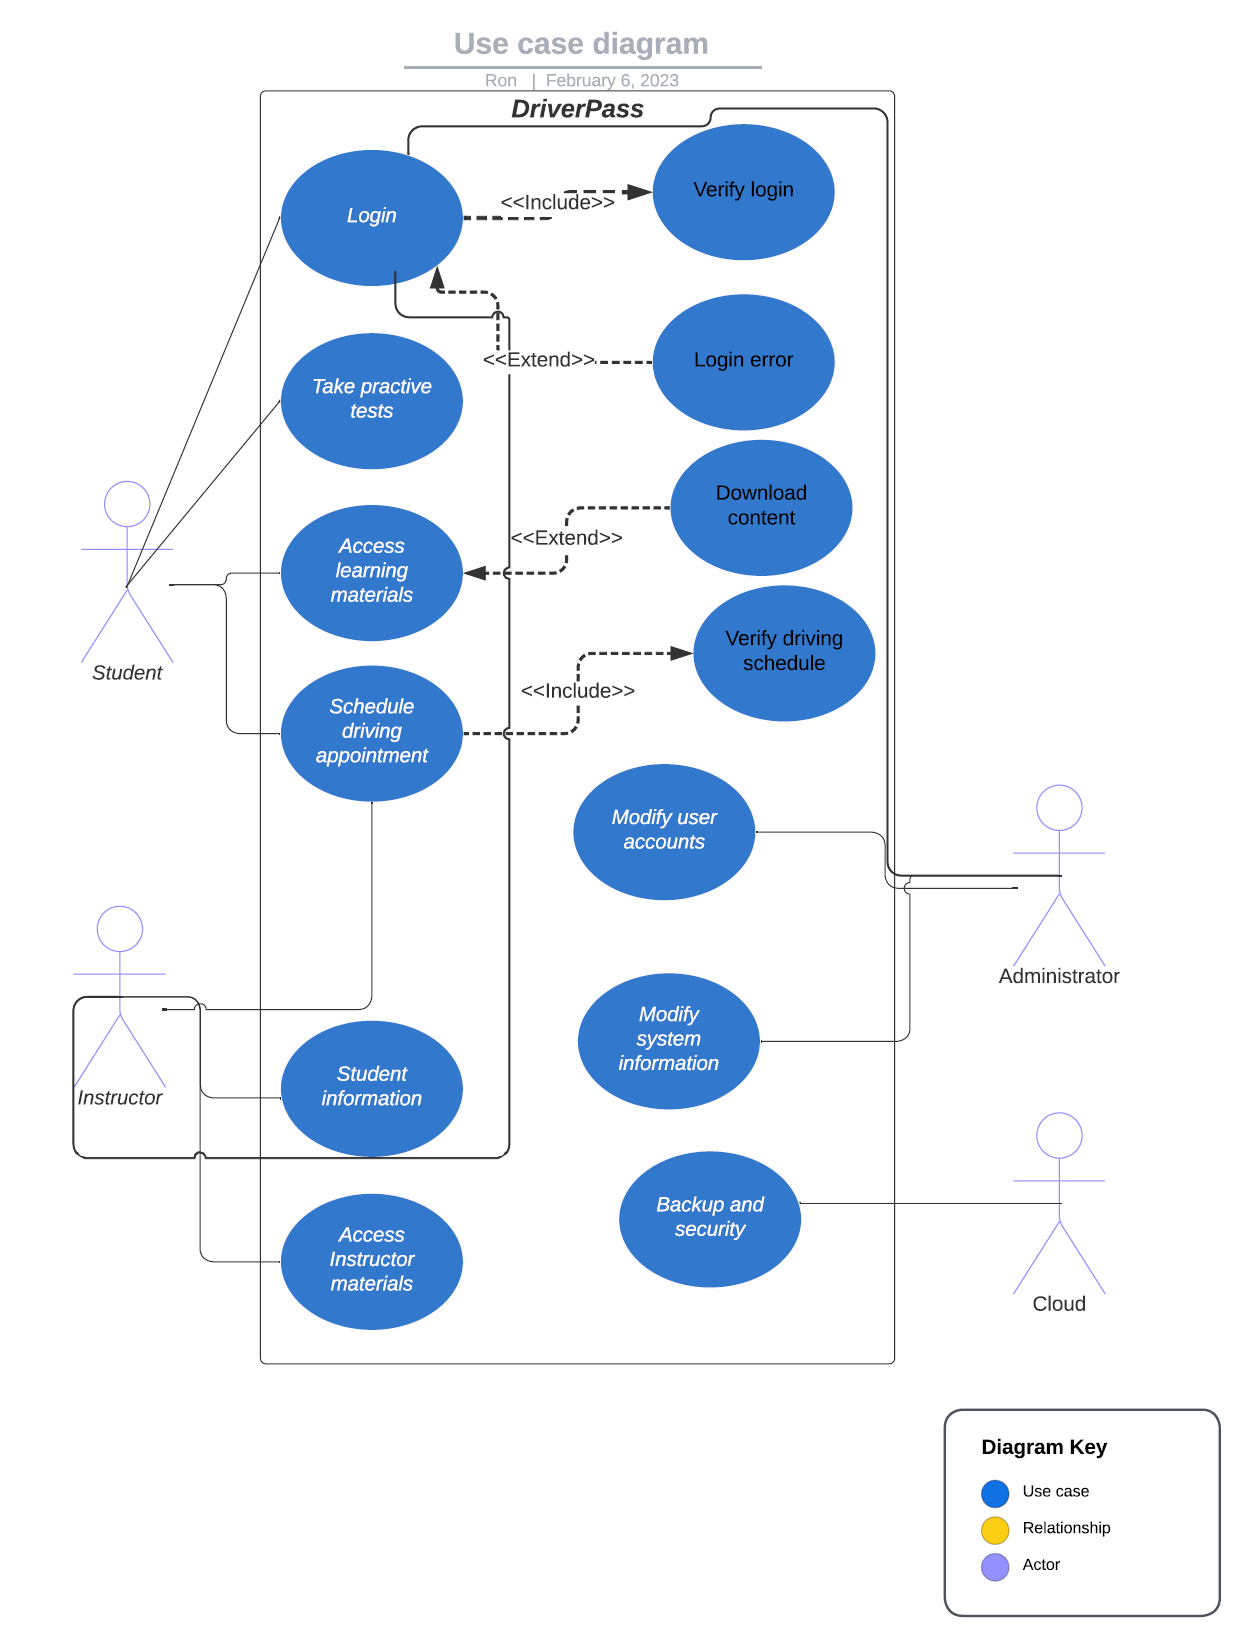 Use case diagram
Ron | February 6, 2023
DriverPass
Login
<<Include>>
Verify login
<<Extend>>
Login error
Take practive
tests
Download
content
<<Extend>>
Access
learning
materials
Verify driving
schedule
<<Include>>
Student
Schedule
driving
appointment
Modify user
accounts
Administrator
Modify
system
information
Instructor
Student
information
Backup and
security
Access
Instructor
materials
Cloud
Diagram Key
Use case
Relationship
Actor